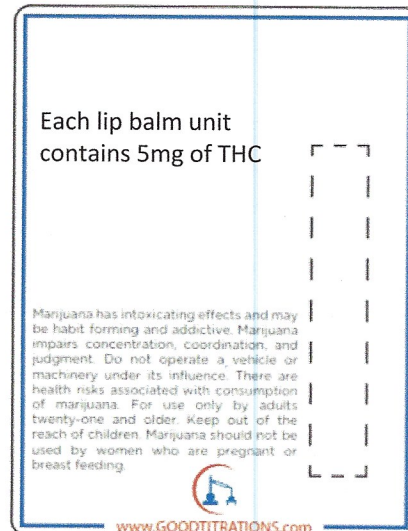 Each lip balm unit
contains 5mg of THC
Marijuana has intoxicating effects and may
be habit forming and addictive. Marijuana
impairs concentration, coordination, and
judgment. Do not operate a vehicle or
machinery under its influence. There are
health risks associated with consumption
of marijuana. For use only by adults
twenty-one and older. Keep out of the
reach of children. Marijuana should not be
used by women who are pregnant or
breast feeding.
www.GOODTITRATIONS.com